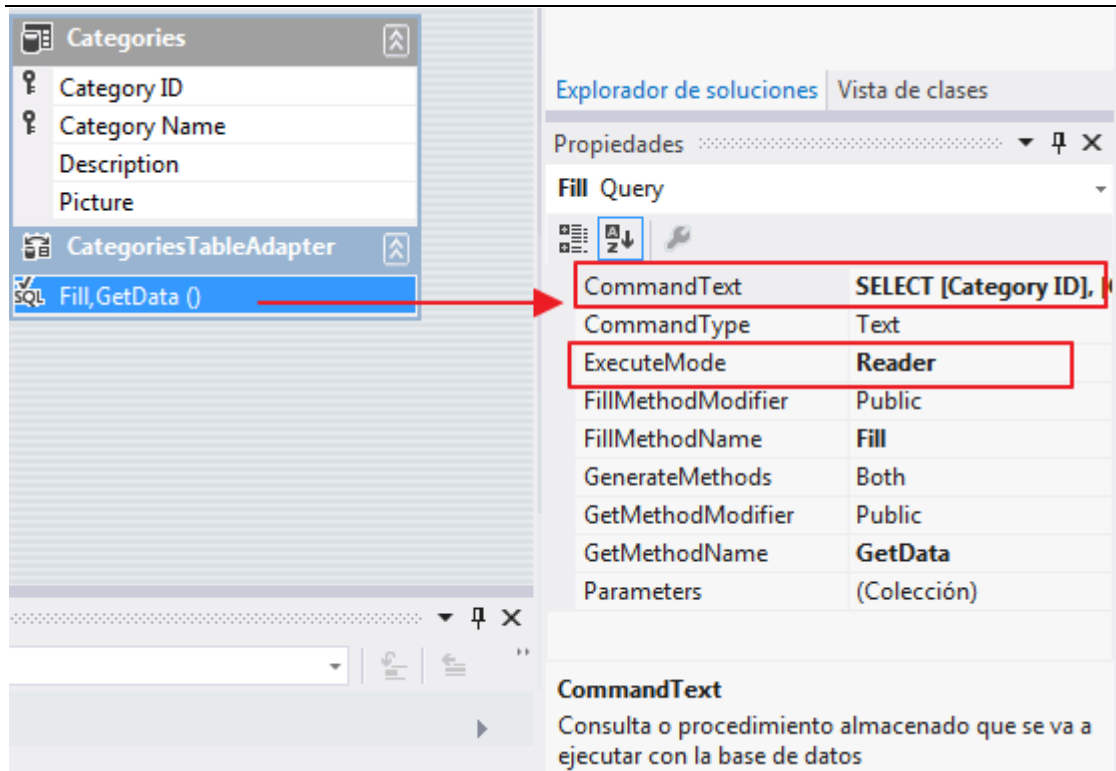 Categories
Category ID
Category Name
Description
Picture
CategoriesTableAdapter
SQL Fill,GetData ()
Explorador de soluciones Vista de clases
Propiedades
Fill Query
CommandText SELECT [Category ID],
CommandType Text
ExecuteMode Reader
FillMethodModifier Public
FillMethodName Fill
GenerateMethods Both
GetMethodModifier Public
GetMethodName GetData
Parameters (Colección)
CommandText
Consulta o procedimiento almacenado que se va a
ejecutar con la base de datos